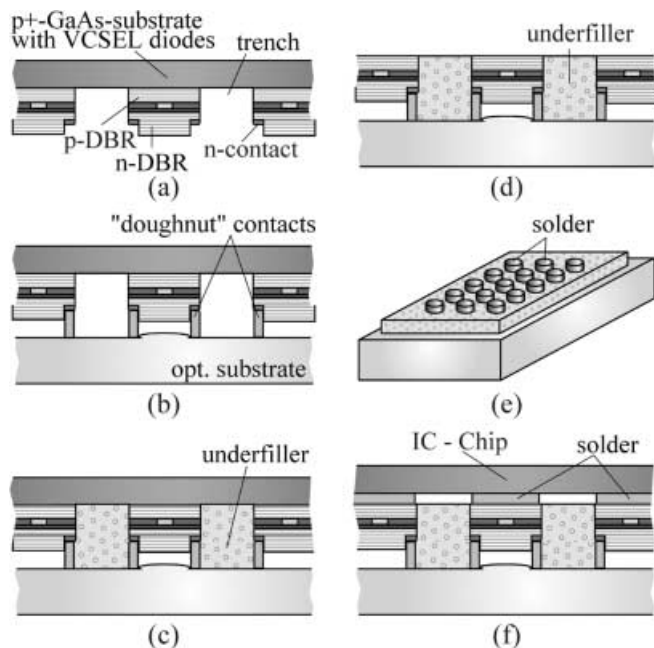 p+-GaAs-substrate
with VCSEL diodes
trench
p-DBR
n-DBR
n-contact
(a)
"doughnut" contacts
opt. substrate
(b)
underfiller
(c)
underfiller
(d)
solder
(e)
IC - Chip
solder
(f)